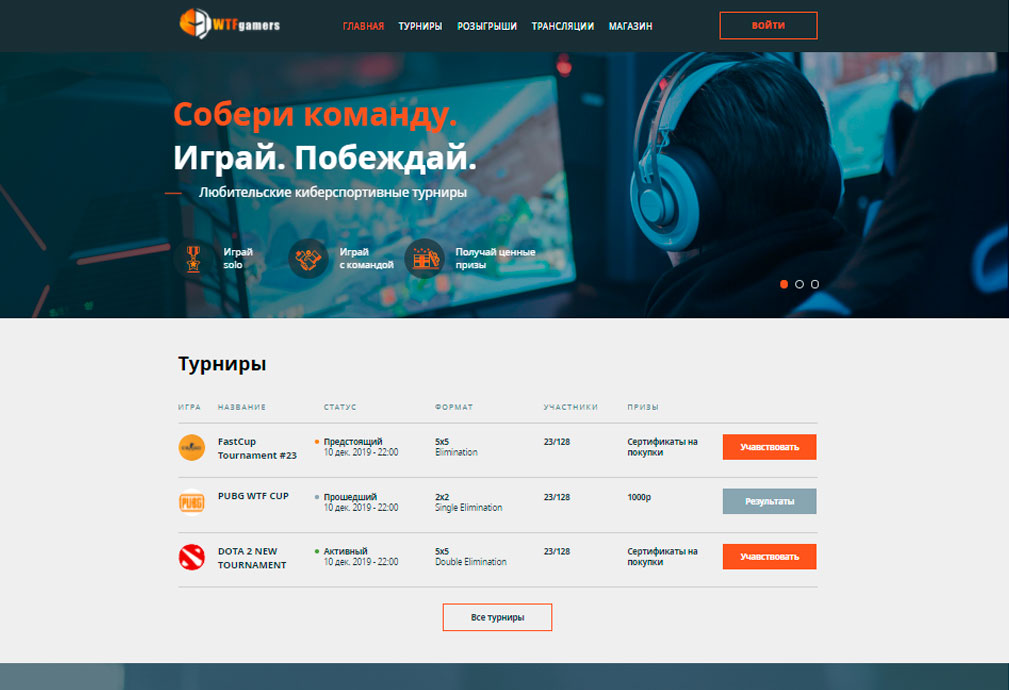 WTFgamers
ГЛАВНАЯ ТУРНИРЫ РОЗЫГРЫШИ ТРАНСЛЯЦИИ МАГАЗИН
ВОЙТИ
Собери команду.
Играй. Побеждай.
Любительские киберспортивные турниры
Играй
solo
Играй
с командой
Получай ценные
призы
Турниры
ИГРА НАЗВАНИЕ СТАТУС ФОРМАТ УЧАСТНИКИ ПРИЗЫ
FastCup
Tournament #23
Предстоящий
10 дек. 2019 - 22:00
5x5
Elimination
23/128
Сертификаты на
покупки
Учавствовать
PUBG
PUBG WTF CUP
Прошедший
10 дек. 2019 - 22:00
2x2
Single Elimination
23/128
1000р
Результаты
DOTA 2 NEW
TOURNAMENT
Активный
10 дек. 2019 - 22:00
5x5
Double Elimination
23/128
Сертификаты на
покупки
Учавствовать
Все турниры